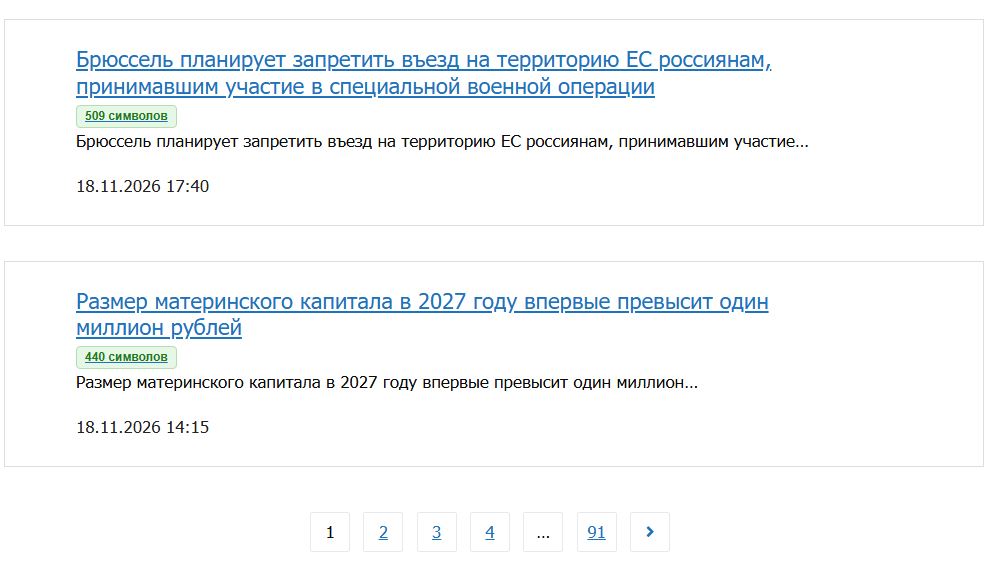 Брюссель планирует запретить въезд на территорию ЕС россиянам,
принимавшим участие в специальной военной операции
509 символов
Брюссель планирует запретить въезд на территорию ЕС россиянам, принимавшим участие...
18.11.2026 17:40
Размер материнского капитала в 2027 году впервые превысит один
миллион рублей
440 символов
Размер материнского капитала в 2027 году впервые превысит один миллион...
18.11.2026 14:15
1 2 3 4 ... 91 >